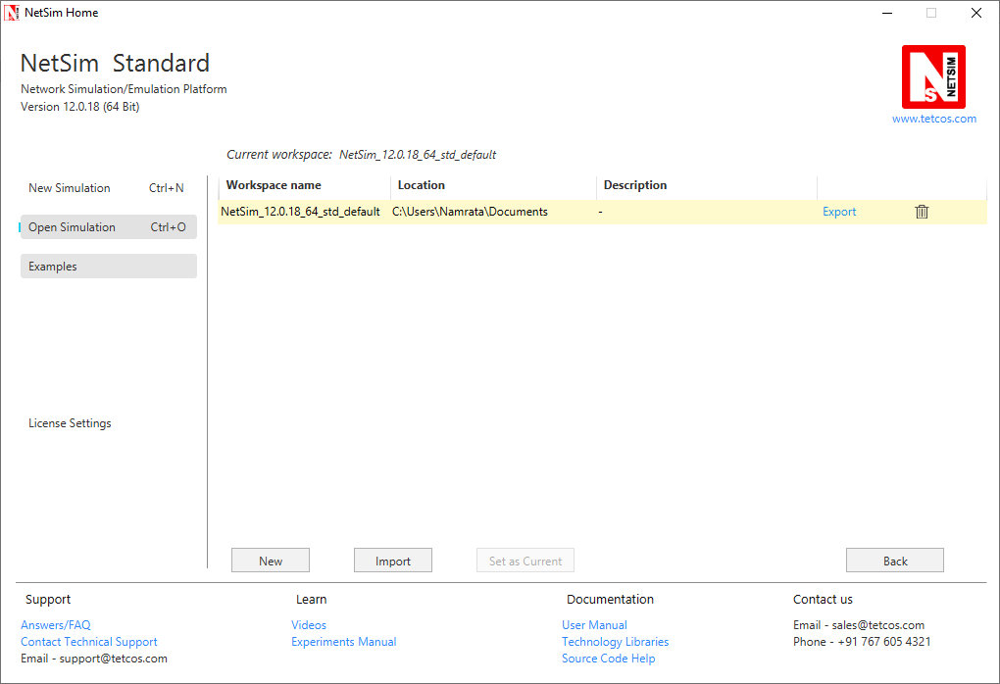 NetSim Home
NetSim Standard
Network Simulation/Emulation Platform
Version 12.0.18 (64 Bit)
NS NETSIM
www.tetcos.com
Current workspace: NetSim_12.0.18_64_std_default
New Simulation Ctrl+N
Open Simulation Ctrl+O
Examples
License Settings
Workspace name Location Description
NetSim_12.0.18_64_std_default C:\Users\Namrata\Documents - Export
New Import Set as Current Back
Support
Answers/FAQ
Contact Technical Support
Email - support@tetcos.com
Learn
Videos
Experiments Manual
Documentation
User Manual
Technology Libraries
Source Code Help
Contact us
Email - sales@tetcos.com
Phone - +91 767 605 4321